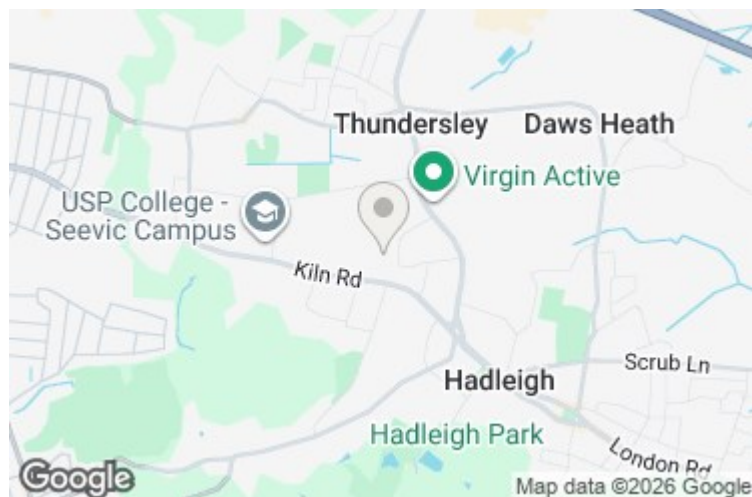 Thundersley
Daws Heath
Virgin Active
USP College -
Seevic Campus
Kiln Rd
Scrub Ln
Hadleigh
Hadleigh Park
London Rd
Google
Map data ©2026 Google